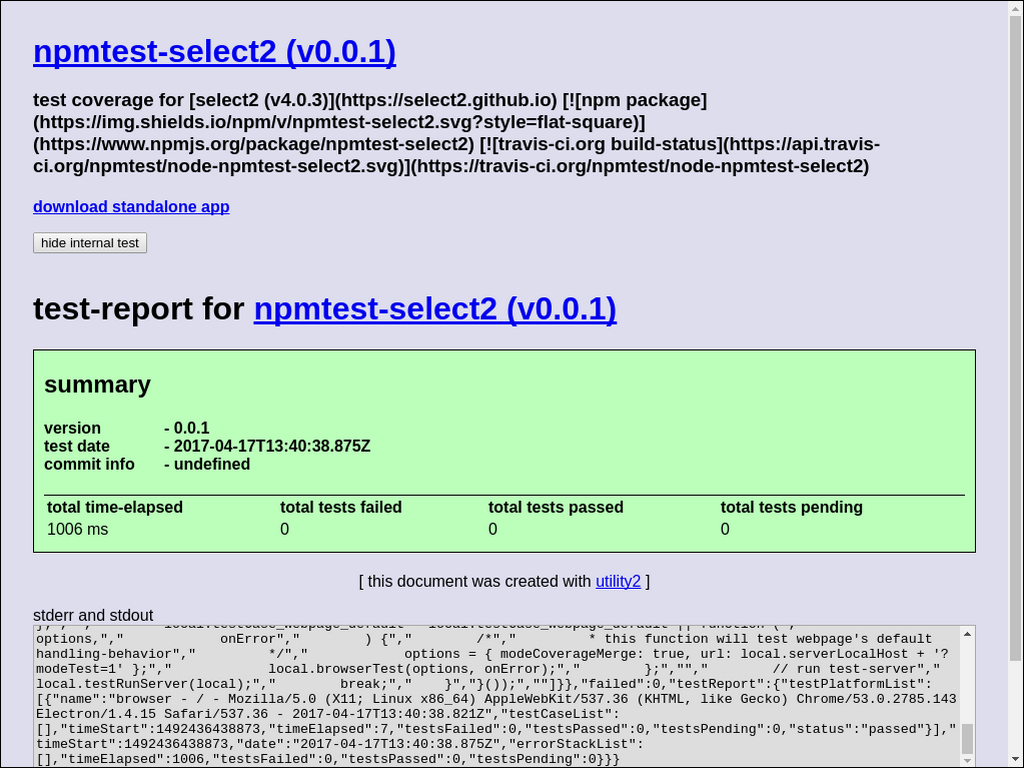 npmtest-select2 (v0.0.1)
test coverage for [select2 (v4.0.3)](https://select2.github.io) [![npm package]
(https://img.shields.io/npm/v/npmtest-select2.svg?style=flat-square)]
(https://www.npmjs.org/package/npmtest-select2) [![travis-ci.org build-status](https://api.travis-
ci.org/npmtest/node-npmtest-select2.svg)](https://travis-ci.org/npmtest/node-npmtest-select2)
download standalone app
hide internal test
test-report for npmtest-select2 (v0.0.1)
summary
version - 0.0.1
test date - 2017-04-17T13:40:38.875Z
commit info - undefined
total time-elapsed total tests failed total tests passed total tests pending
1006 ms 0 0 0
[ this document was created with utility2 ]
stderr and stdout
options,","            onError","        ) {","        /*","         * this function will test webpage's default
handling-behavior","         */","            options = { modeCoverageMerge: true, url: local.serverLocalHost + '?
modeTest=1' };","            local.browserTest(options, onError);","        };","","        // run test-server","
local.testRunServer(local);","        break;","    }","}());",""]}},"failed":0,"testReport":{"testPlatformList":
[{"name":"browser - / - Mozilla/5.0 (X11; Linux x86_64) AppleWebKit/537.36 (KHTML, like Gecko) Chrome/53.0.2785.143
Electron/1.4.15 Safari/537.36 - 2017-04-17T13:40:38.821Z","testCaseList":
[],"timeStart":1492436438873,"timeElapsed":7,"testsFailed":0,"testsPassed":0,"testsPending":0,"status":"passed"}],"
timeStart":1492436438873,"date":"2017-04-17T13:40:38.875Z","errorStackList":
[],"timeElapsed":1006,"testsFailed":0,"testsPassed":0,"testsPending":0}}}